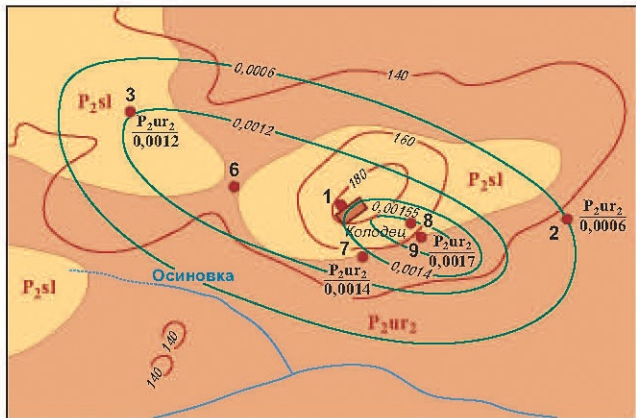 0,0006
140
3
P₂sl
P₂ur₂
0,0012
0,0012
160
6
180
P₂sl
1
0,00155
8
Колодец
P₂ur₂
0,0017
9
2
P₂ur₂
0,0006
7
P₂ur₂
0,0014
0,0014
Осиновка
P₂sl
P₂ur₂
140
140